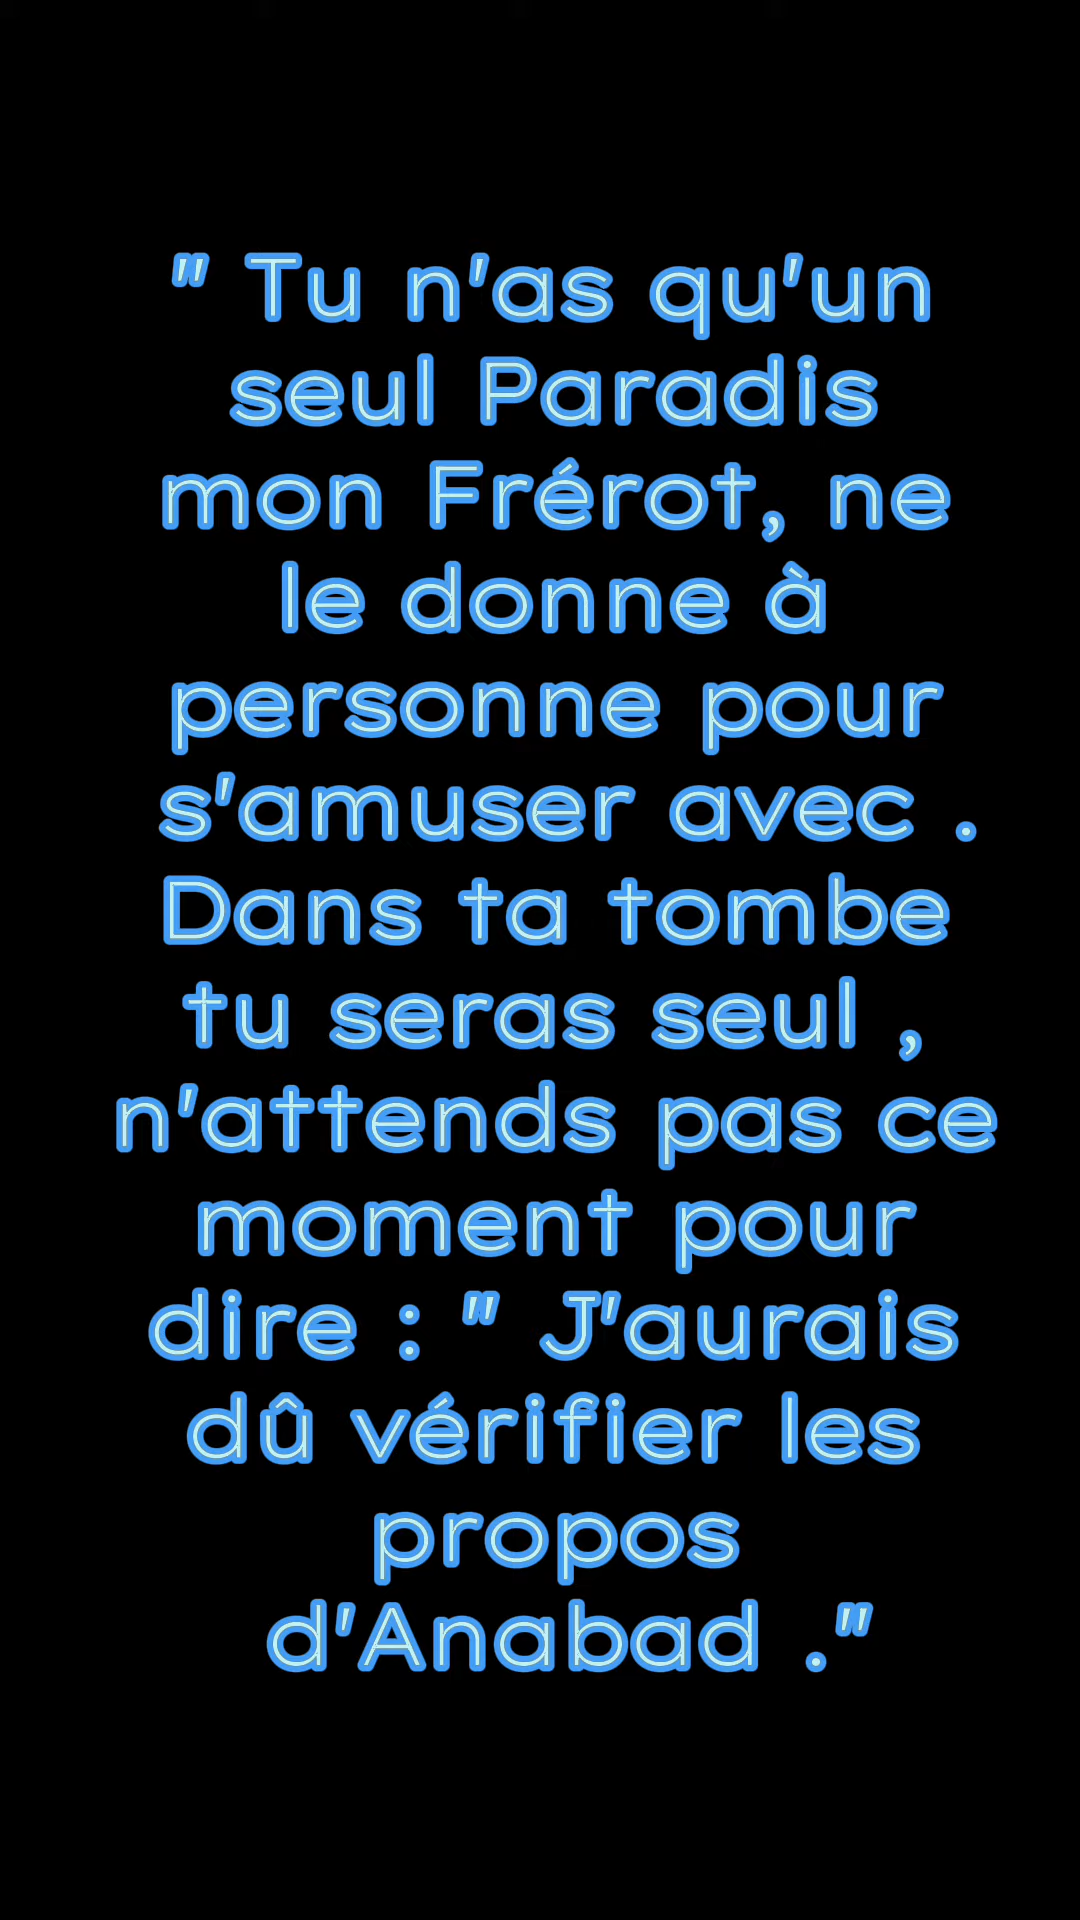 " Tu n'as qu'un
seul Paradis
mon Frérot, ne
le donne à
personne pour
s'amuser avec .
Dans ta tombe
tu seras seul ,
n'attends pas ce
moment pour
dire : " J'aurais
dû vérifier les
propos
d'Anabad ."